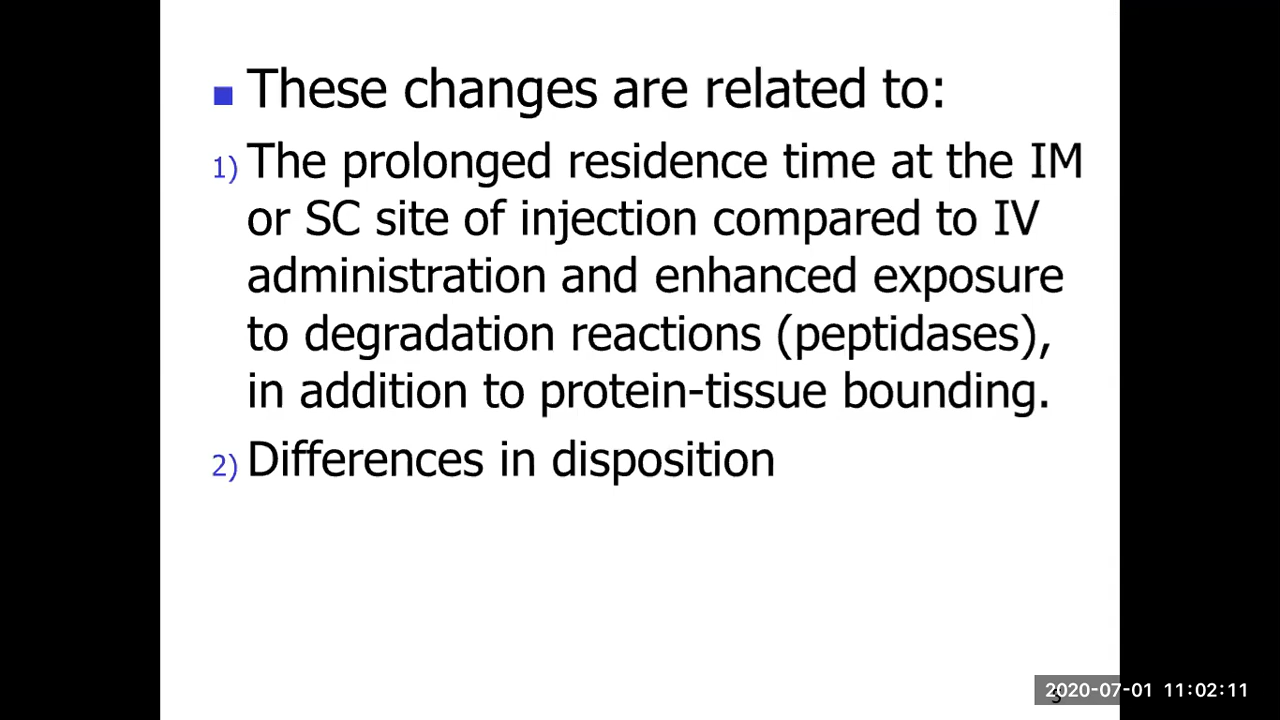 These changes are related to:
1) The prolonged residence time at the IM
or SC site of injection compared to IV
administration and enhanced exposure
to degradation reactions (peptidases),
in addition to protein-tissue bounding.
2) Differences in disposition
2020-07-01 11:02:11